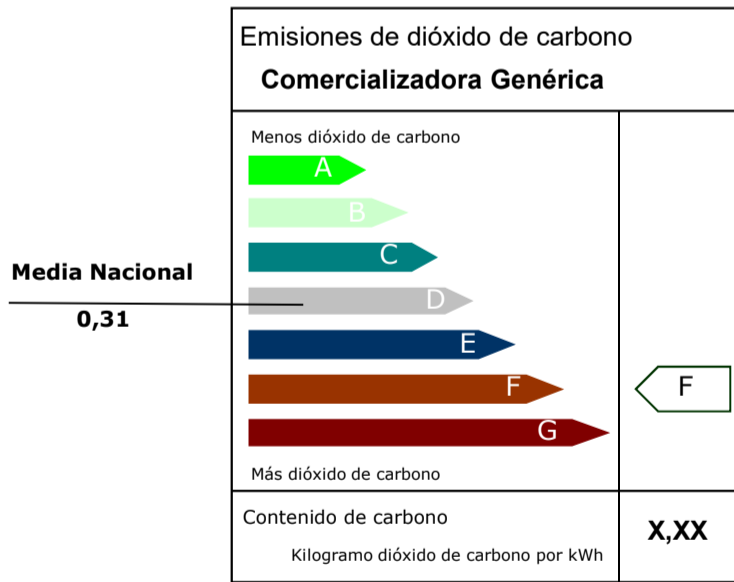 Emisiones de dióxido de carbono
Comercializadora Genérica
Menos dióxido de carbono
A
B
C
Media Nacional
0,31
D
E
F
F
G
Más dióxido de carbono
Contenido de carbono
X,XX
Kilogramo dióxido de carbono por kWh